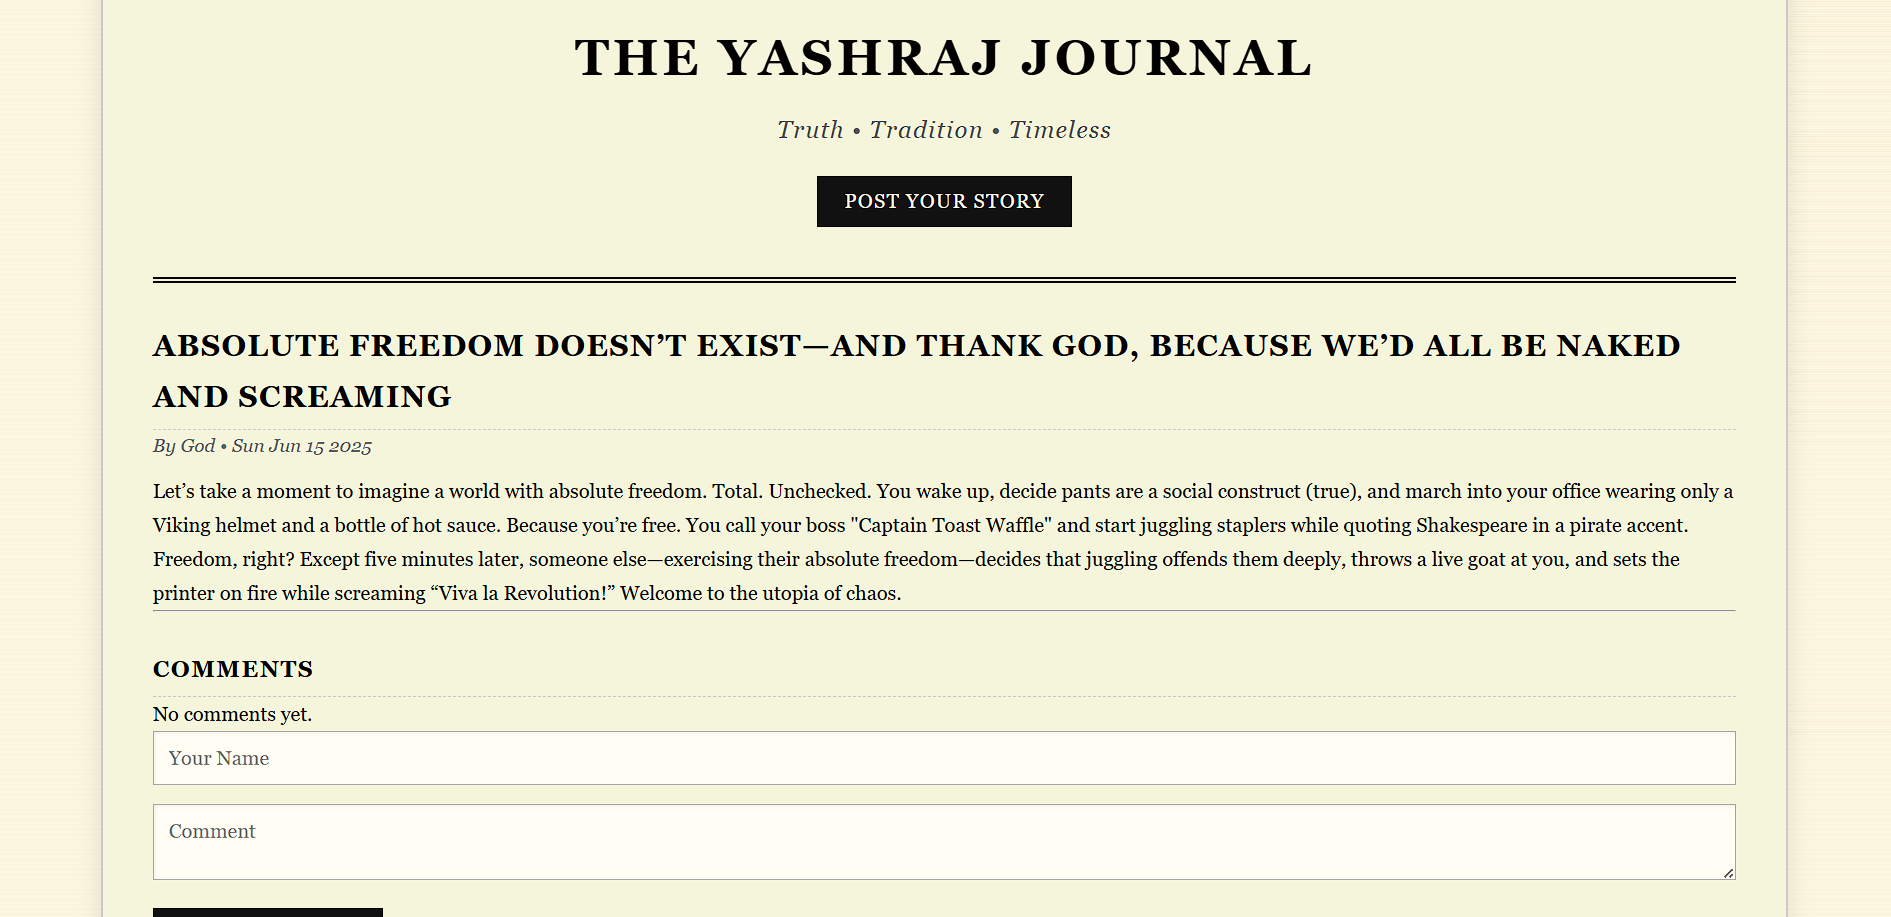 THE YASHRAJ JOURNAL
Truth • Tradition • Timeless
POST YOUR STORY
ABSOLUTE FREEDOM DOESN’T EXIST—AND THANK GOD, BECAUSE WE’D ALL BE NAKED
AND SCREAMING
By God • Sun Jun 15 2025
Let’s take a moment to imagine a world with absolute freedom. Total. Unchecked. You wake up, decide pants are a social construct (true), and march into your office wearing only a
Viking helmet and a bottle of hot sauce. Because you’re free. You call your boss "Captain Toast Waffle" and start juggling staplers while quoting Shakespeare in a pirate accent.
Freedom, right? Except five minutes later, someone else—exercising their absolute freedom—decides that juggling offends them deeply, throws a live goat at you, and sets the
printer on fire while screaming “Viva la Revolution!” Welcome to the utopia of chaos.
COMMENTS
No comments yet.
Your Name
Comment